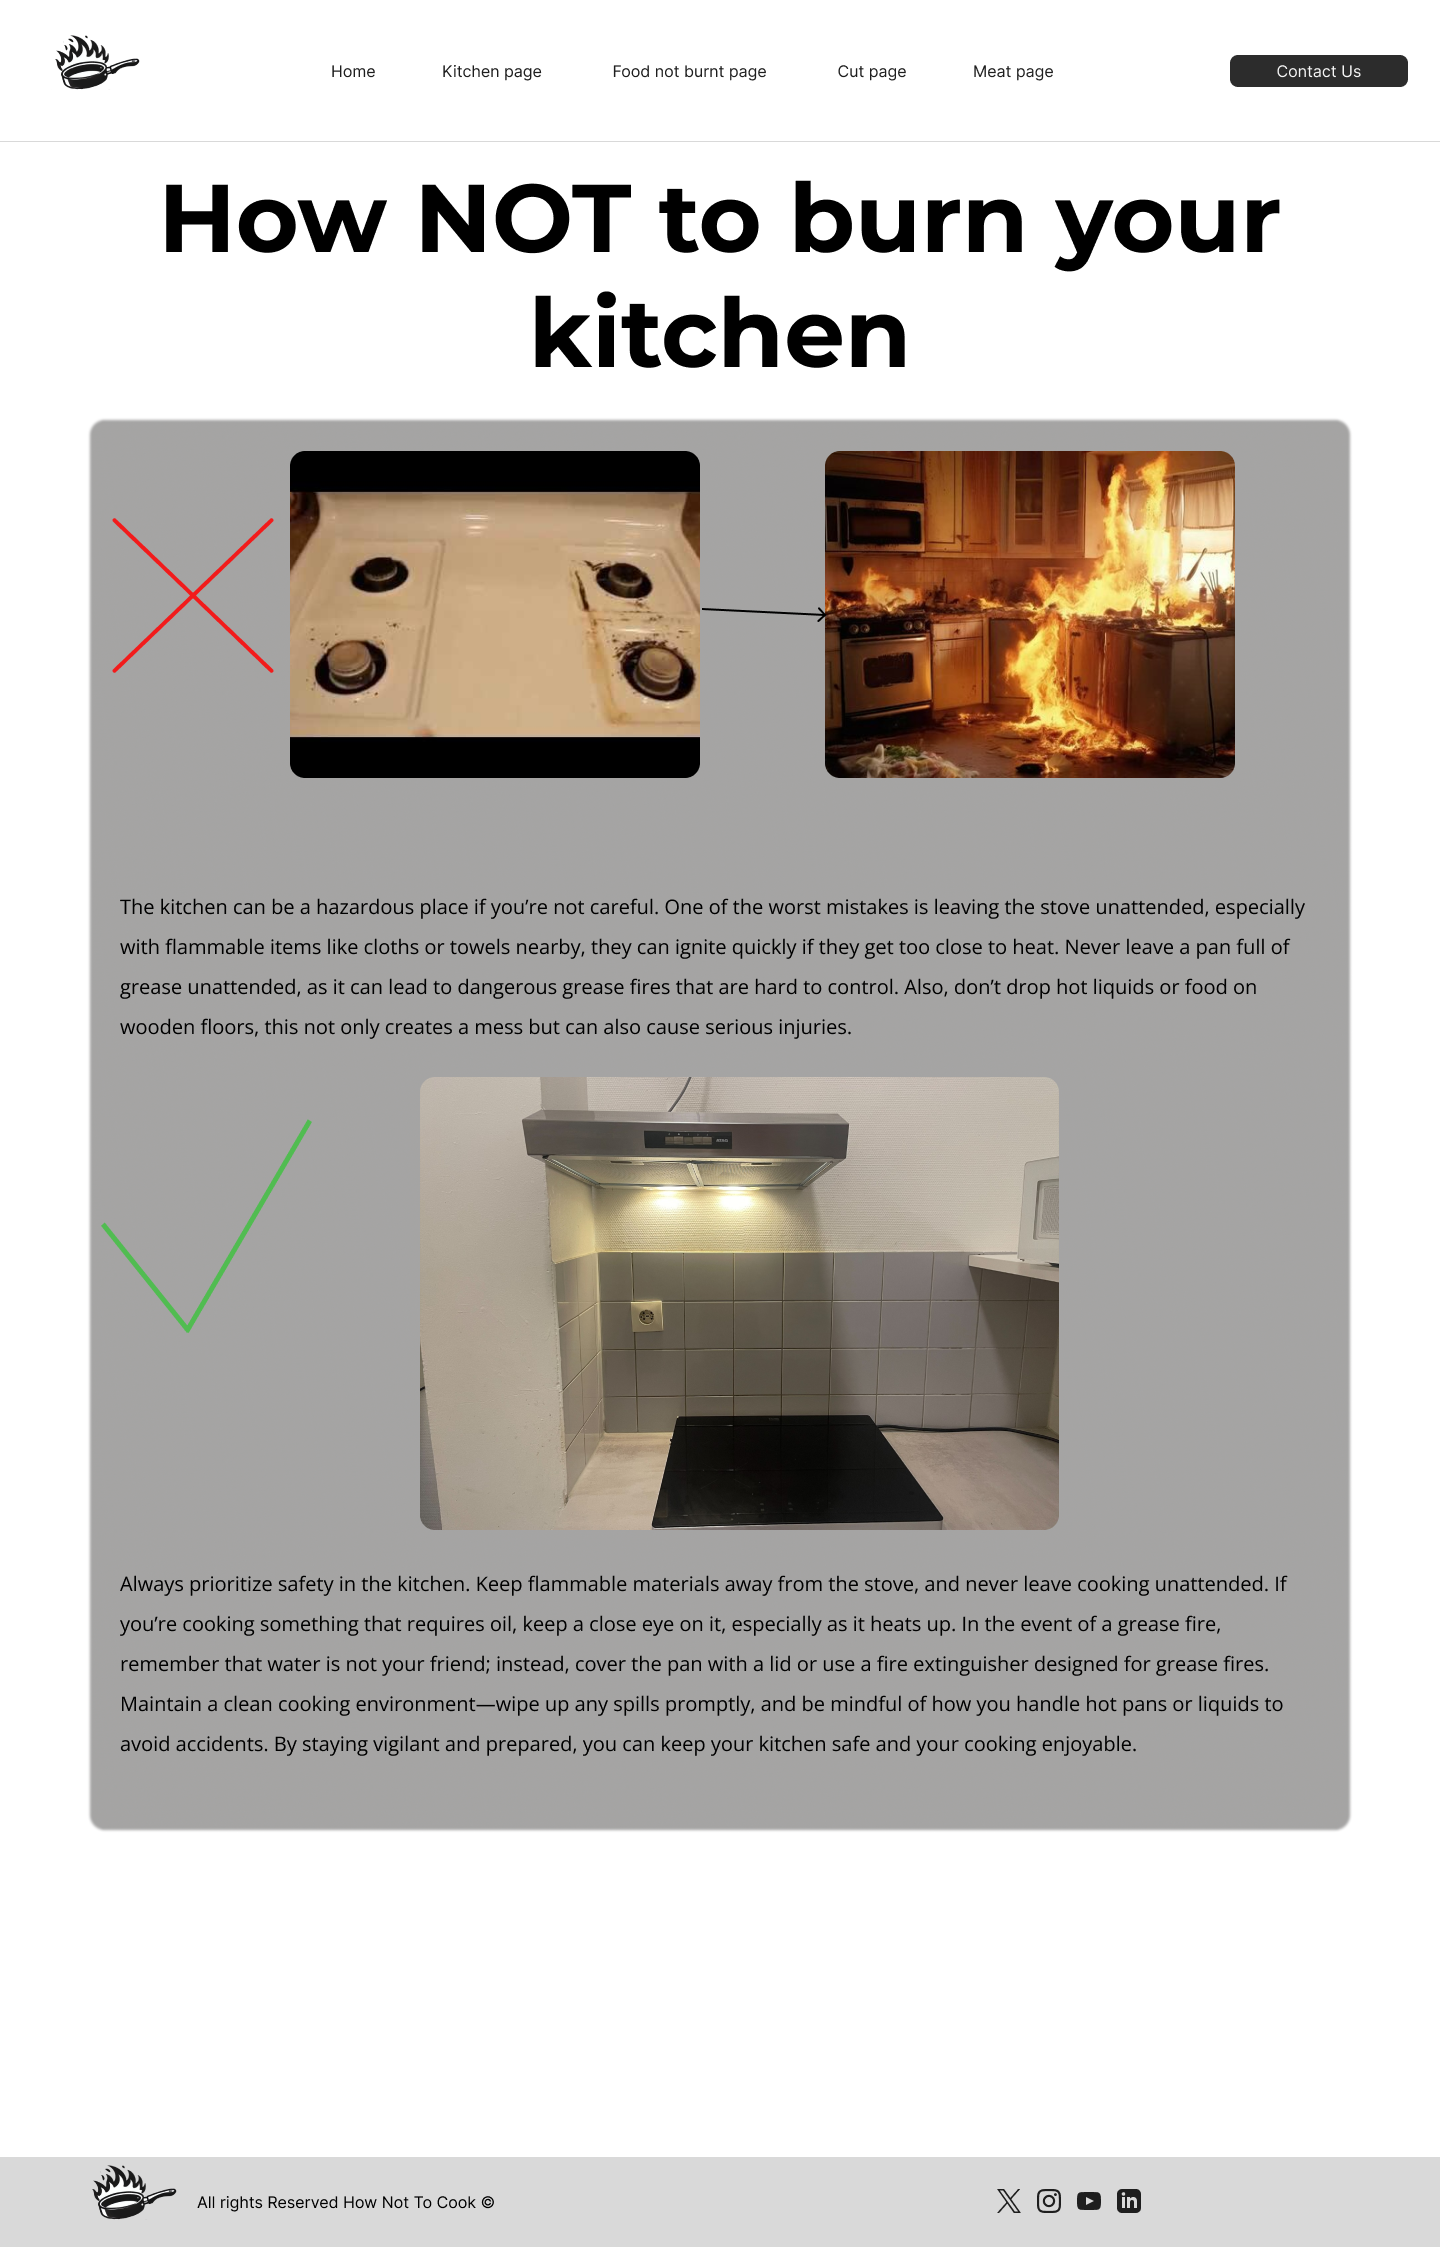 Home Kitchen page Food not burnt page Cut page Meat page Contact Us
How NOT to burn your
kitchen
The kitchen can be a hazardous place if you’re not careful. One of the worst mistakes is leaving the stove unattended, especially
with flammable items like cloths or towels nearby, they can ignite quickly if they get too close to heat. Never leave a pan full of
grease unattended, as it can lead to dangerous grease fires that are hard to control. Also, don’t drop hot liquids or food on
wooden floors, this not only creates a mess but can also cause serious injuries.
Always prioritize safety in the kitchen. Keep flammable materials away from the stove, and never leave cooking unattended. If
you’re cooking something that requires oil, keep a close eye on it, especially as it heats up. In the event of a grease fire,
remember that water is not your friend; instead, cover the pan with a lid or use a fire extinguisher designed for grease fires.
Maintain a clean cooking environment—wipe up any spills promptly, and be mindful of how you handle hot pans or liquids to
avoid accidents. By staying vigilant and prepared, you can keep your kitchen safe and your cooking enjoyable.
All rights Reserved How Not To Cook ©